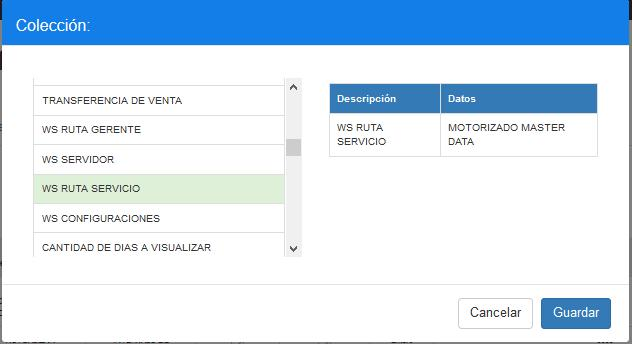 Colección:
TRANSFERENCIA DE VENTA
WS RUTA GERENTE
WS SERVIDOR
WS RUTA SERVICIO
WS CONFIGURACIONES
CANTIDAD DE DIAS A VISUALIZAR
Descripción Datos
WS RUTA
SERVICIO
MOTORIZADO MASTER
DATA
Cancelar Guardar